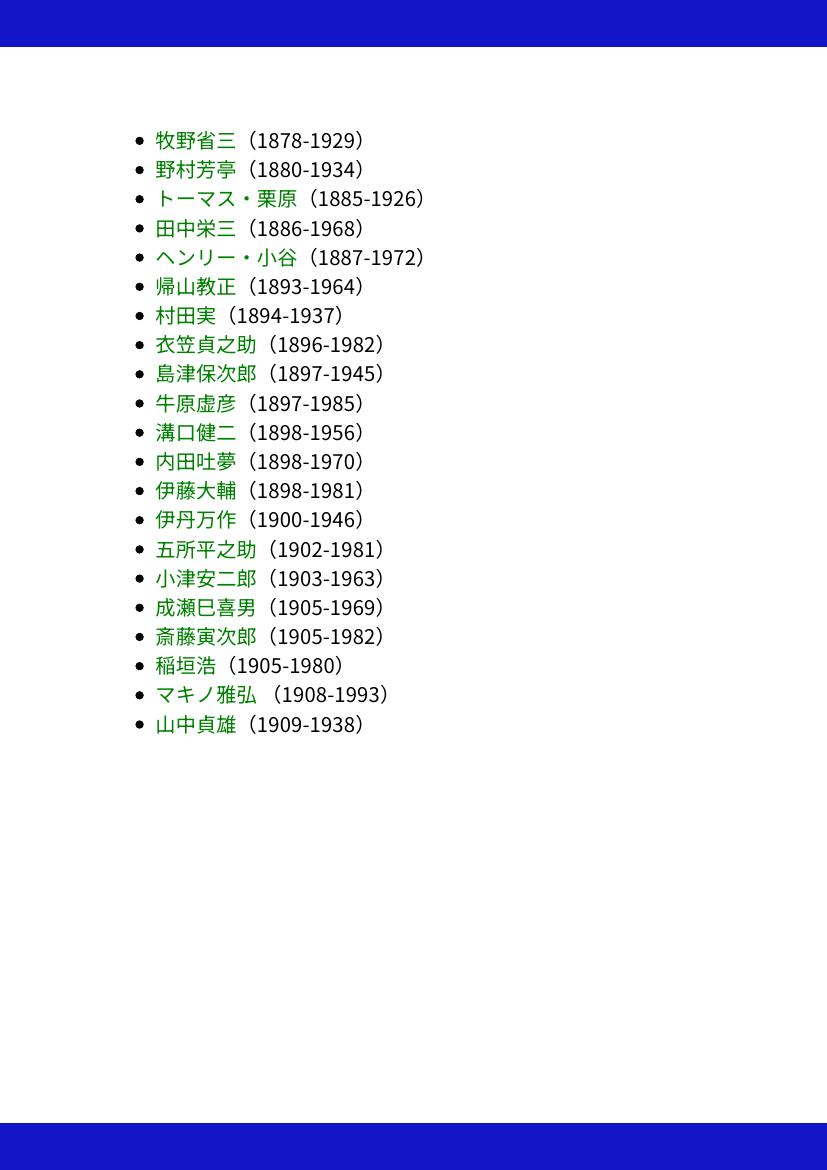 • 牧野省三（1878-1929）
• 野村芳亭（1880-1934）
• トーマス・栗原（1885-1926）
• 田中栄三（1886-1968）
• ヘンリー・小谷（1887-1972）
• 帰山教正（1893-1964）
• 村田実（1894-1937）
• 衣笠貞之助（1896-1982）
• 島津保次郎（1897-1945）
• 牛原虚彦（1897-1985）
• 溝口健二（1898-1956）
• 内田吐夢（1898-1970）
• 伊藤大輔（1898-1981）
• 伊丹万作（1900-1946）
• 五所平之助（1902-1981）
• 小津安二郎（1903-1963）
• 成瀬巳喜男（1905-1969）
• 斎藤寅次郎（1905-1982）
• 稲垣浩（1905-1980）
• マキノ雅弘 （1908-1993）
• 山中貞雄（1909-1938）